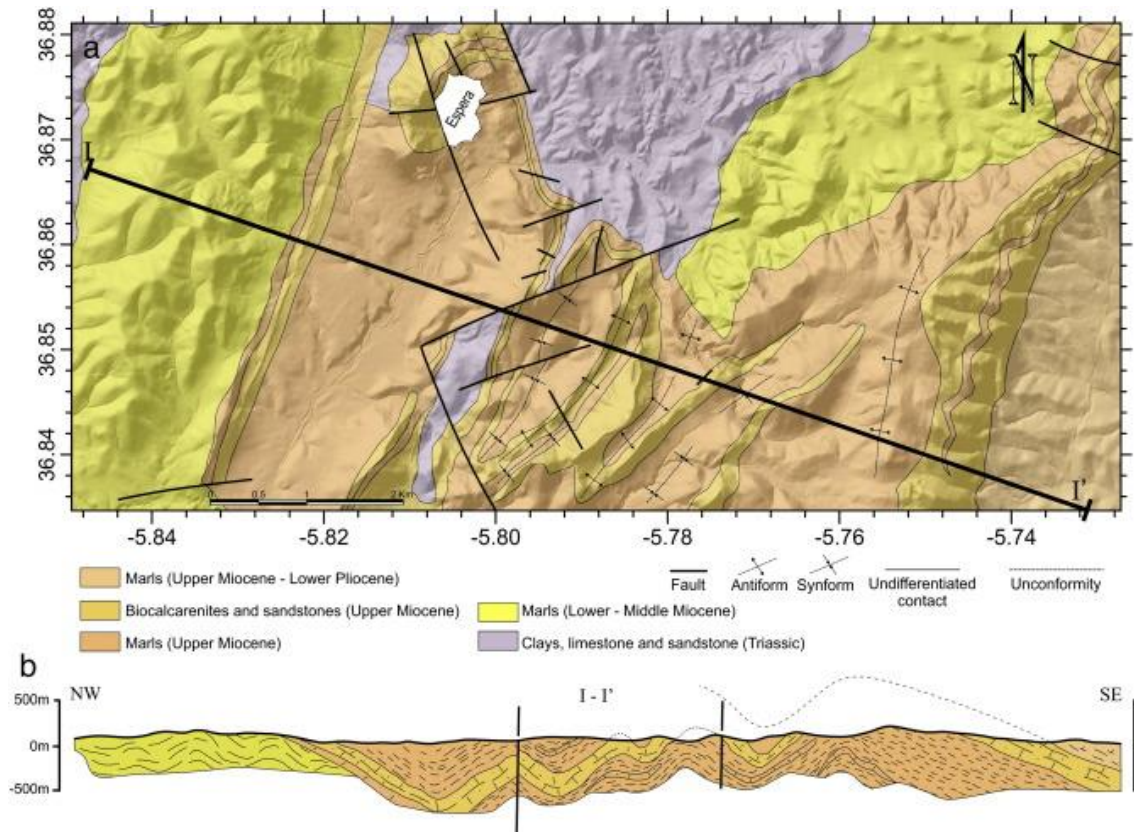 a
36.88
36.87
36.86
36.85
36.84
I
Espera
N
I'
0 0.5 1 2 Km
-5.84 -5.82 -5.80 -5.78 -5.76 -5.74
Marls (Upper Miocene - Lower Pliocene)
Biocalcarenites and sandstones (Upper Miocene)
Marls (Upper Miocene)
Marls (Lower - Middle Miocene)
Clays, limestone and sandstone (Triassic)
Fault Antiform Synform Undifferentiated contact Unconformity
b
NW I - I' SE
500m
0m
-500m